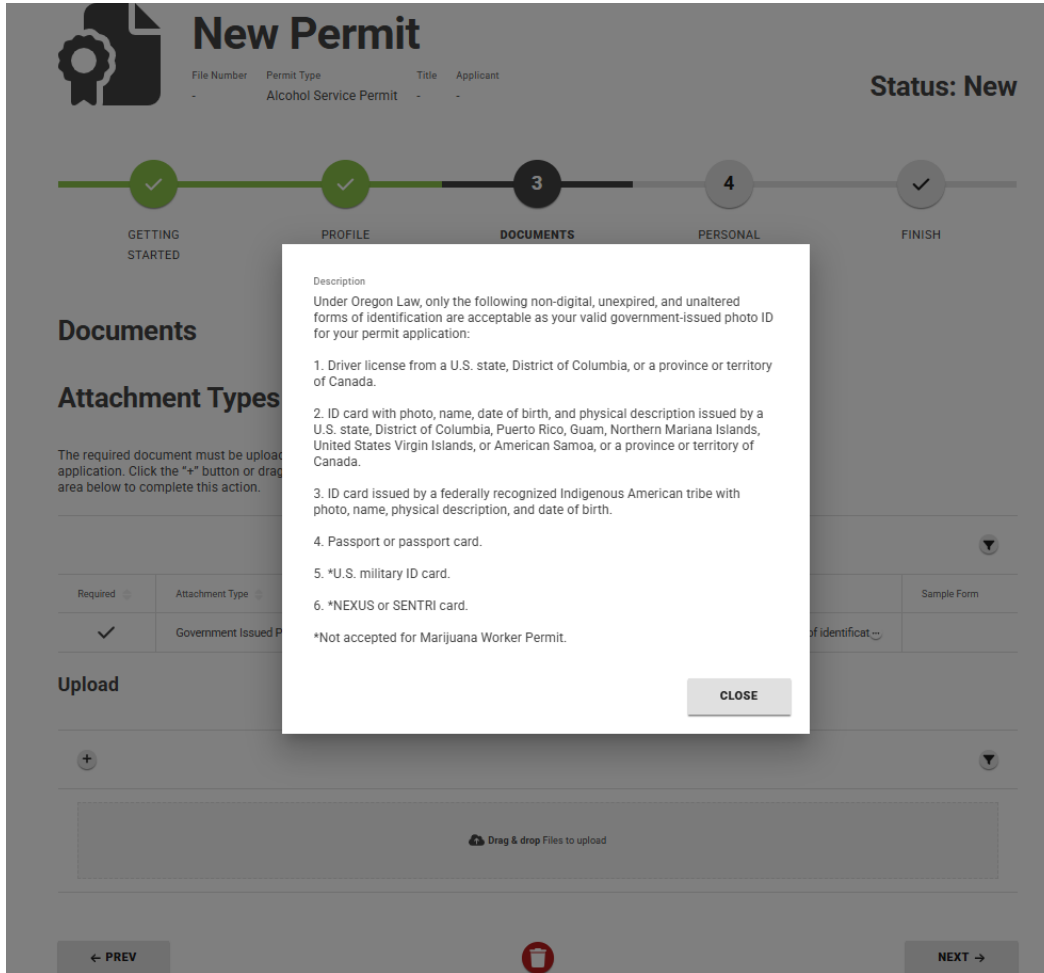 New Permit
File Number Permit Type Title Applicant
- Alcohol Service Permit - -
Status: New
3 4
GETTING STARTED
PROFILE
DOCUMENTS
PERSONAL
FINISH
Description
Under Oregon Law, only the following non-digital, unexpired, and unaltered
forms of identification are acceptable as your valid government-issued photo ID
for your permit application:
1. Driver license from a U.S. state, District of Columbia, or a province or territory
of Canada.
2. ID card with photo, name, date of birth, and physical description issued by a
U.S. state, District of Columbia, Puerto Rico, Guam, Northern Mariana Islands,
United States Virgin Islands, or American Samoa, or a province or territory of
Canada.
3. ID card issued by a federally recognized Indigenous American tribe with
photo, name, physical description, and date of birth.
4. Passport or passport card.
5. *U.S. military ID card.
6. *NEXUS or SENTRI card.
*Not accepted for Marijuana Worker Permit.
CLOSE
Documents
Attachment Types
The required document must be upload
application. Click the "+" button or drag
area below to complete this action.
Required Attachment Type Sample Form
Government Issued P of identificat...
Upload
+
Drag & drop Files to upload
← PREV
NEXT →